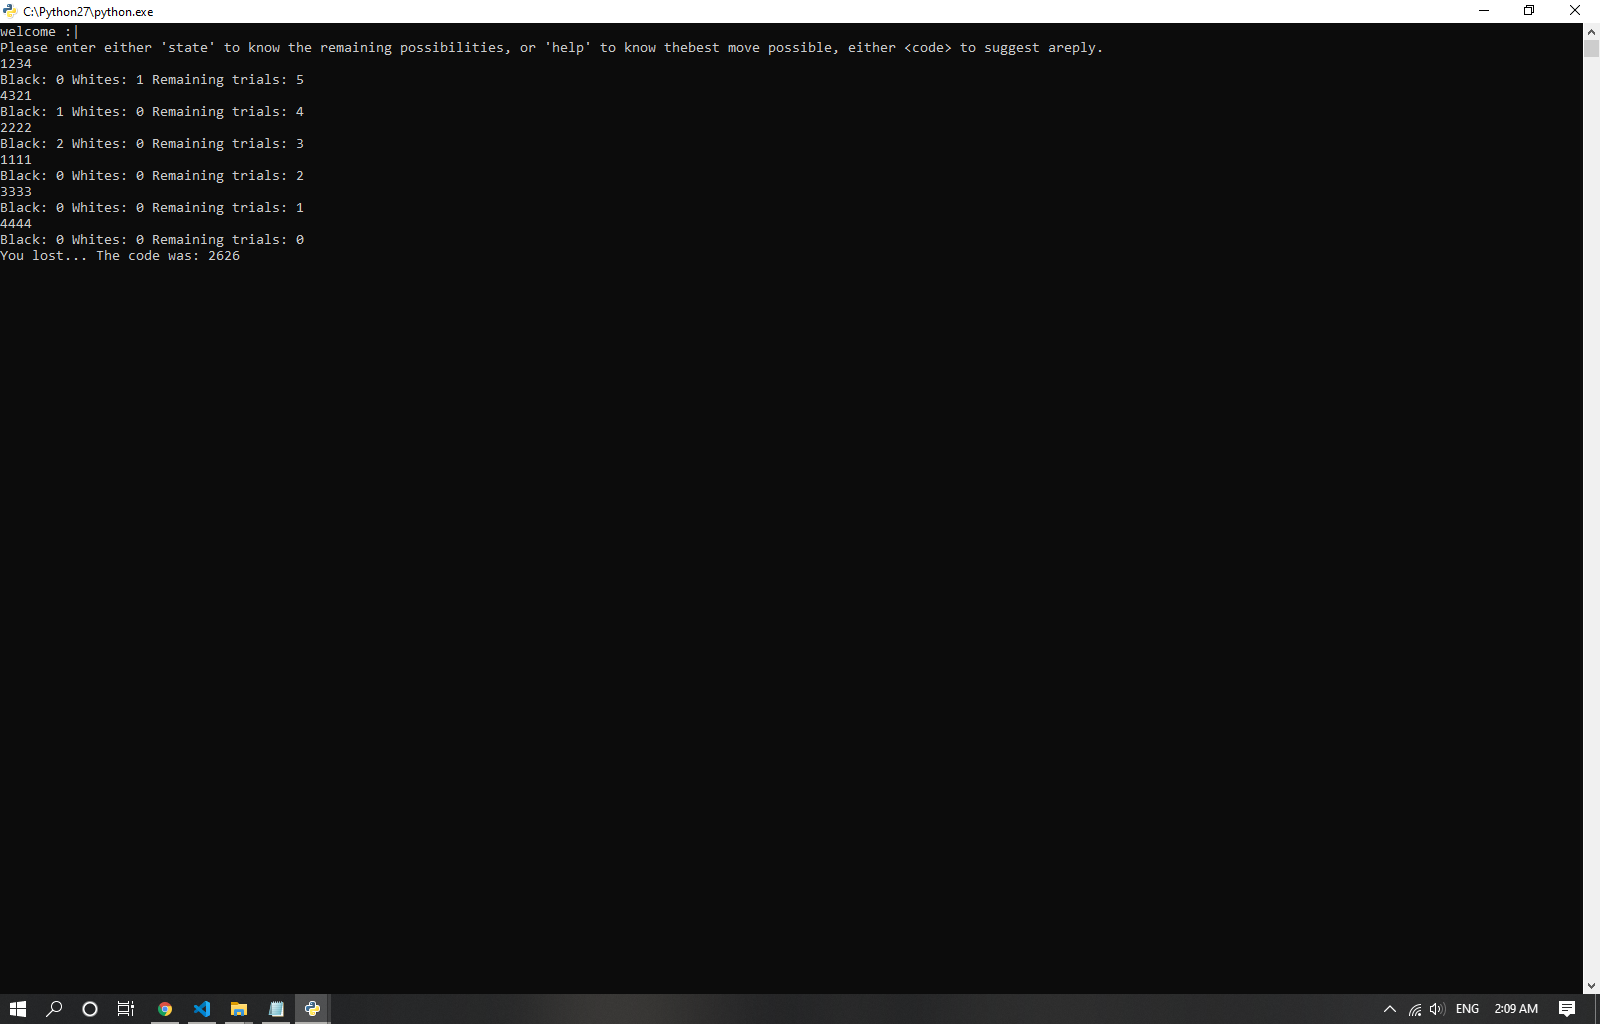 C:\Python27\python.exe
welcome :|
Please enter either 'state' to know the remaining possibilities, or 'help' to know thebest move possible, either <code> to suggest areply.
1234
Black: 0 Whites: 1 Remaining trials: 5
4321
Black: 1 Whites: 0 Remaining trials: 4
2222
Black: 2 Whites: 0 Remaining trials: 3
1111
Black: 0 Whites: 0 Remaining trials: 2
3333
Black: 0 Whites: 0 Remaining trials: 1
4444
Black: 0 Whites: 0 Remaining trials: 0
You lost... The code was: 2626
ENG 2:09 AM